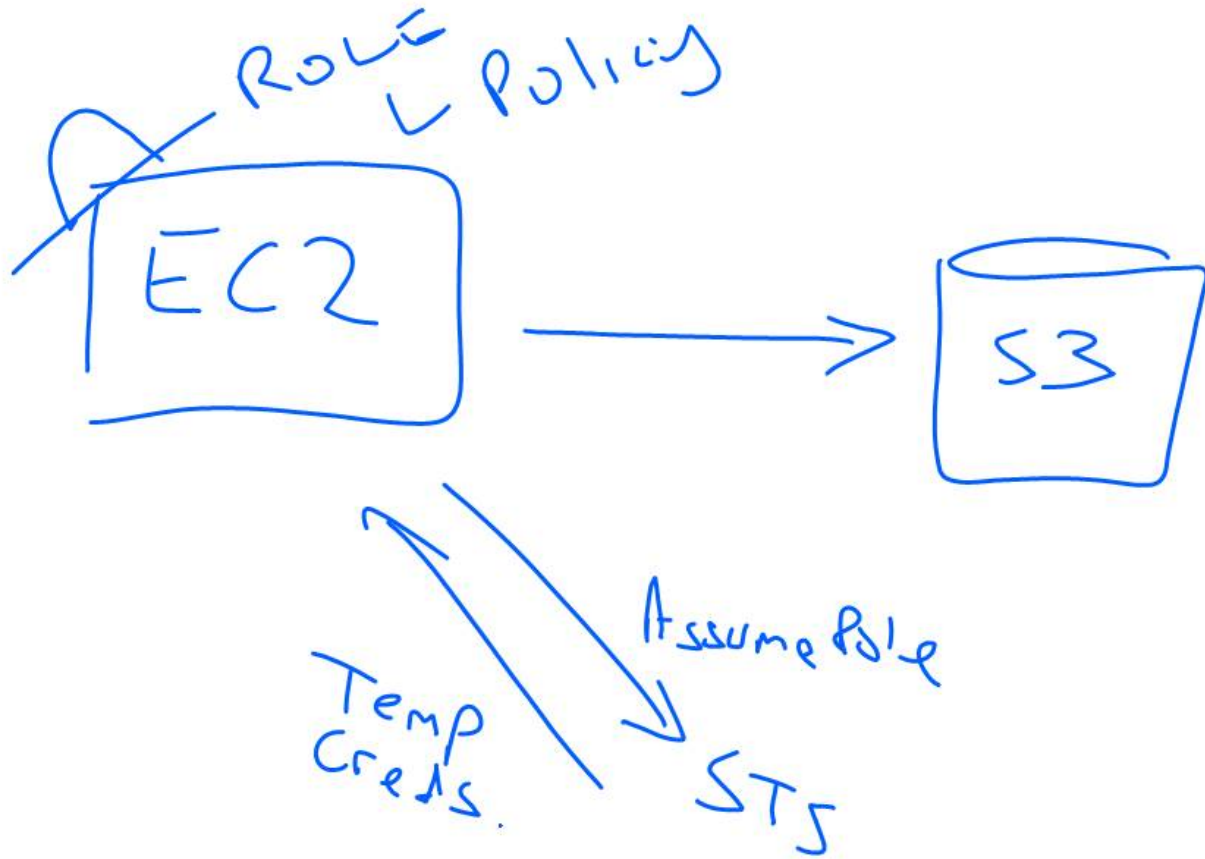 ROLE
Policy
EC2
S3
AssumeRole
Temp
Creds.
STS